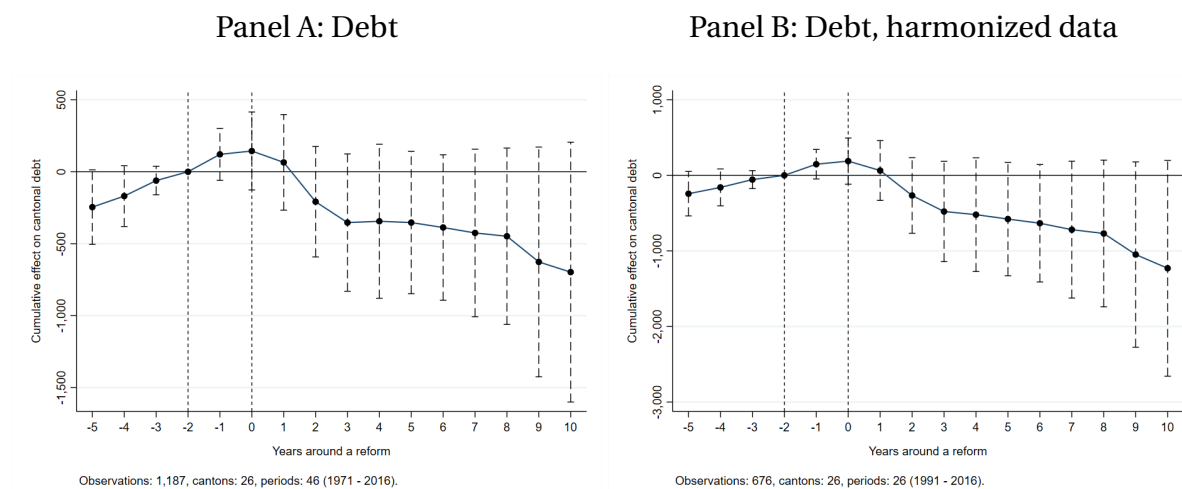 Panel A: Debt
Cumulative effect on cantonal debt
500
0
-500
-1,000
-1,500
-5 -4 -3 -2 -1 0 1 2 3 4 5 6 7 8 9 10
Years around a reform
Observations: 1,187, cantons: 26, periods: 46 (1971 - 2016).
Panel B: Debt, harmonized data
Cumulative effect on cantonal debt
1,000
0
-1,000
-2,000
-3,000
-5 -4 -3 -2 -1 0 1 2 3 4 5 6 7 8 9 10
Years around a reform
Observations: 676, cantons: 26, periods: 26 (1991 - 2016).